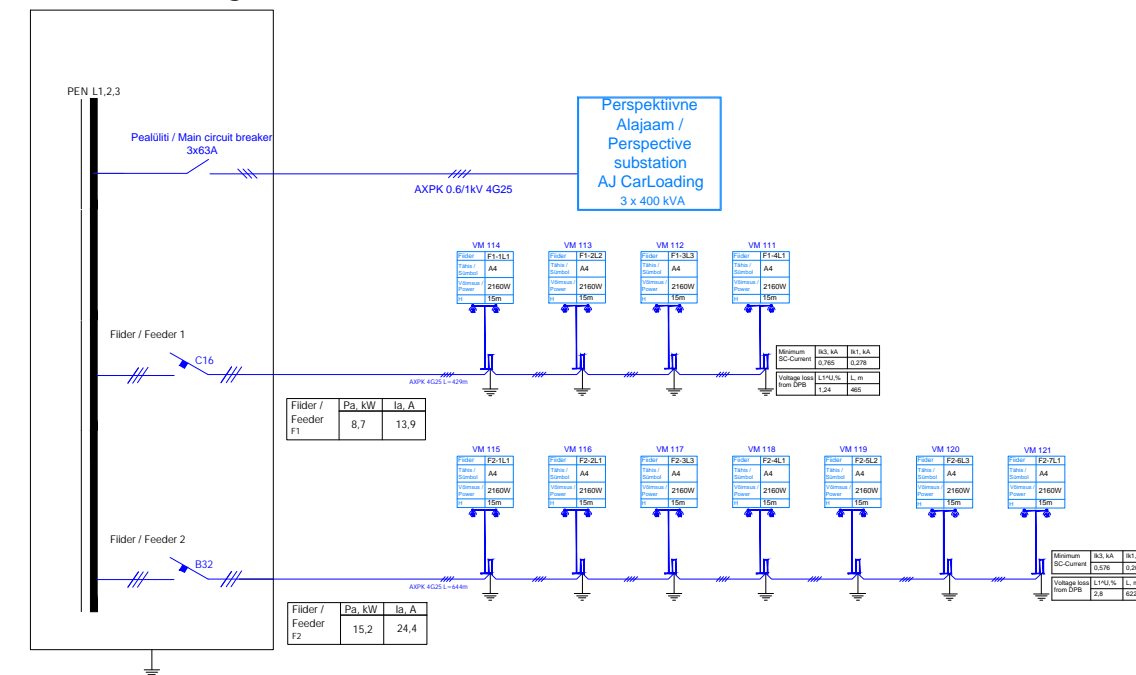 PEN L1,2,3
Pealüliti / Main circuit breaker
3x63A
AXPK 0.6/1kV 4G25
Perspektiivne
Alajaam /
Perspective
substation
AJ CarLoading
3 x 400 kVA
VM 114 VM 113 VM 112 VM 111
Fiider F1-1L1 Fiider F1-2L2 Fiider F1-3L3 Fiider F1-4L1
Tähis / Sümbol A4 Tähis / Sümbol A4 Tähis / Sümbol A4 Tähis / Sümbol A4
Võimsus / Power 2160W Võimsus / Power 2160W Võimsus / Power 2160W Võimsus / Power 2160W
H 15m H 15m H 15m H 15m
Fiider / Feeder 1
C16
AXPK 4G25 L=429m
Minimum SC-Current Ik3, kA Ik1, kA
0,765 0,278
Voltage loss from DPB L1^U,% L, m
1,24 465
Fiider / Feeder F1 Pa, kW Ia, A
8,7 13,9
VM 115 VM 116 VM 117 VM 118 VM 119 VM 120 VM 121
Fiider F2-1L1 Fiider F2-2L1 Fiider F2-3L3 Fiider F2-4L1 Fiider F2-5L2 Fiider F2-6L3 Fiider F2-7L1
Tähis / Sümbol A4 Tähis / Sümbol A4 Tähis / Sümbol A4 Tähis / Sümbol A4 Tähis / Sümbol A4 Tähis / Sümbol A4 Tähis / Sümbol A4
Võimsus / Power 2160W Võimsus / Power 2160W Võimsus / Power 2160W Võimsus / Power 2160W Võimsus / Power 2160W Võimsus / Power 2160W Võimsus / Power 2160W
H 15m H 15m H 15m H 15m H 15m H 15m H 15m
Fiider / Feeder 2
B32
AXPK 4G25 L=644m
Minimum SC-Current Ik3, kA Ik1,
0,576
Voltage loss from DPB L1^U,% L,
2,8 622
Fiider / Feeder F2 Pa, kW Ia, A
15,2 24,4